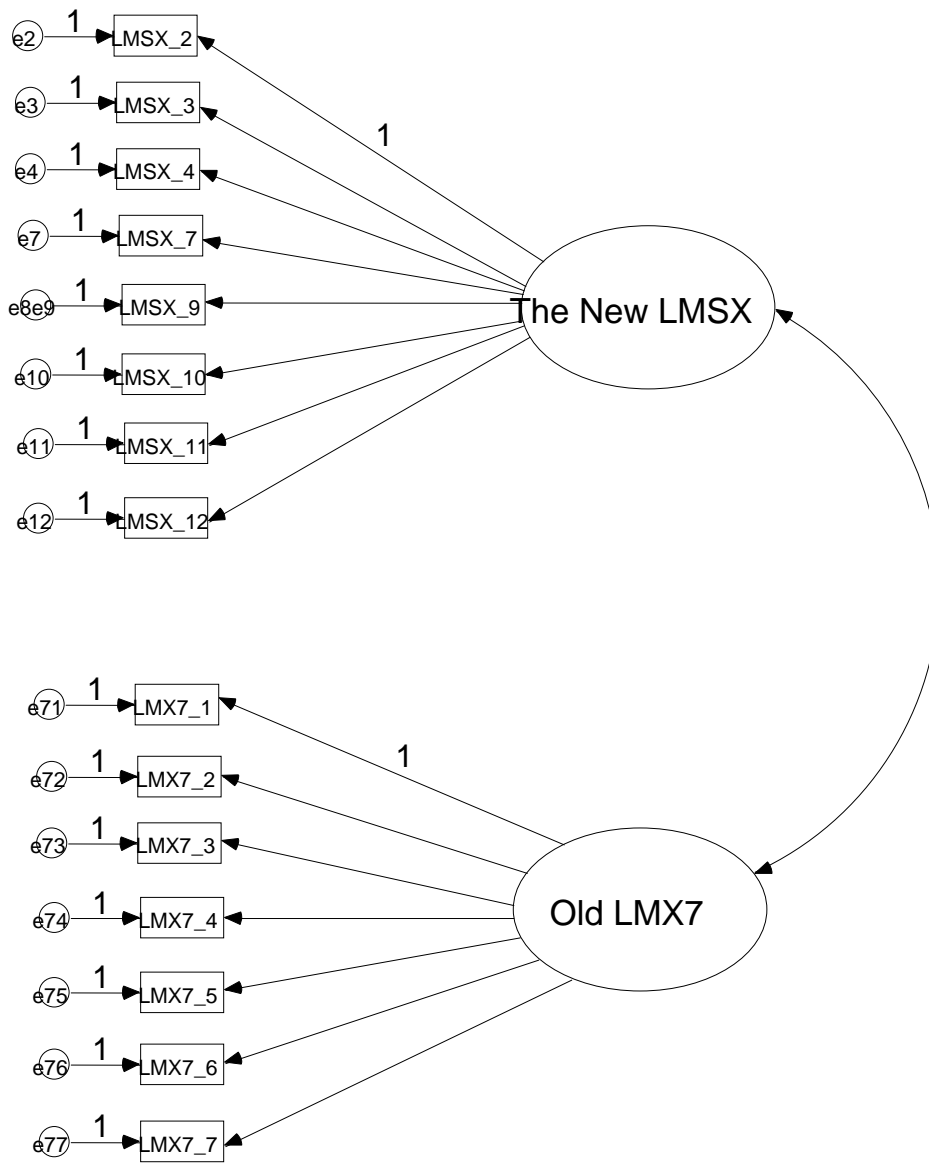 e2 1 LMSX_2
e3 1 LMSX_3
1
e4 1 LMSX_4
e7 1 LMSX_7
e8e9 1 LMSX_9
The New LMSX
e10 1 LMSX_10
e11 1 LMSX_11
e12 1 LMSX_12
e71 1 LMX7_1
1
e72 1 LMX7_2
e73 1 LMX7_3
e74 1 LMX7_4
Old LMX7
e75 1 LMX7_5
e76 1 LMX7_6
e77 1 LMX7_7